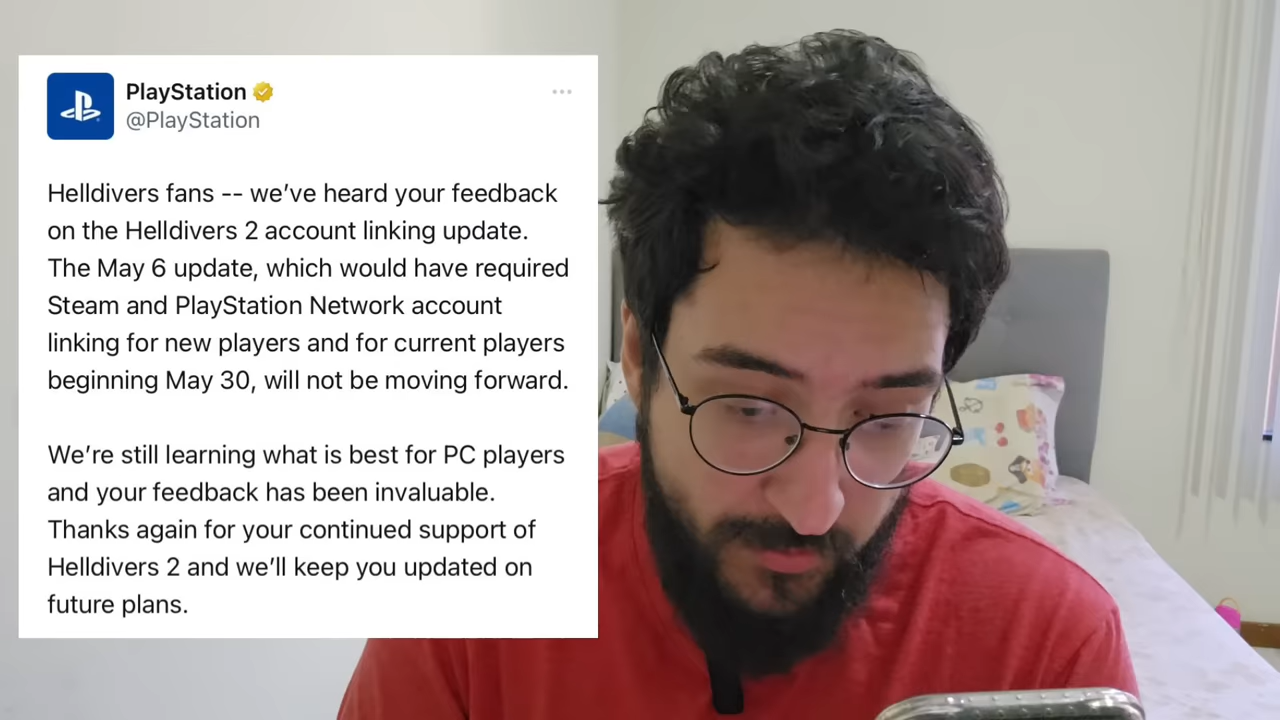 PlayStation
@PlayStation
Helldivers fans -- we’ve heard your feedback
on the Helldivers 2 account linking update.
The May 6 update, which would have required
Steam and PlayStation Network account
linking for new players and for current players
beginning May 30, will not be moving forward.
We’re still learning what is best for PC players
and your feedback has been invaluable.
Thanks again for your continued support of
Helldivers 2 and we’ll keep you updated on
future plans.